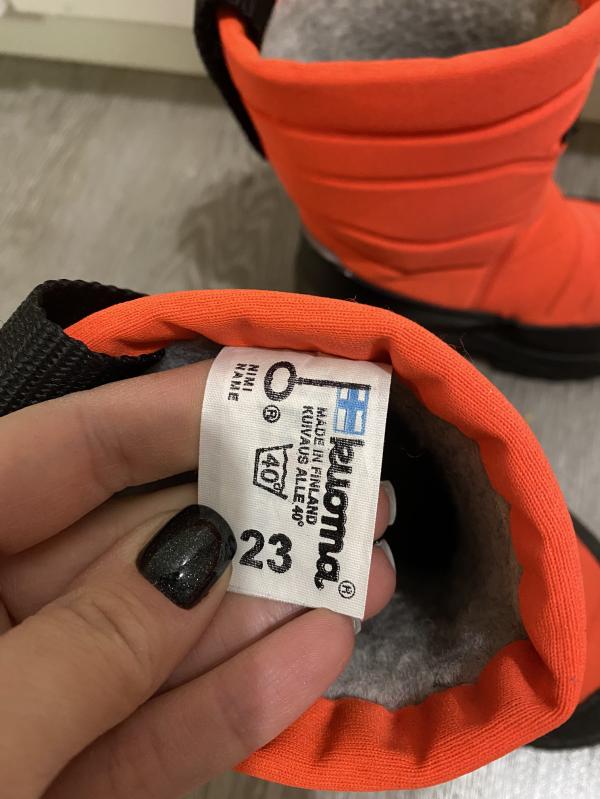 kuoma®
MADE IN FINLAND
KUIVAUS ALLE 40°
®
40°
23
NIMI
NAME